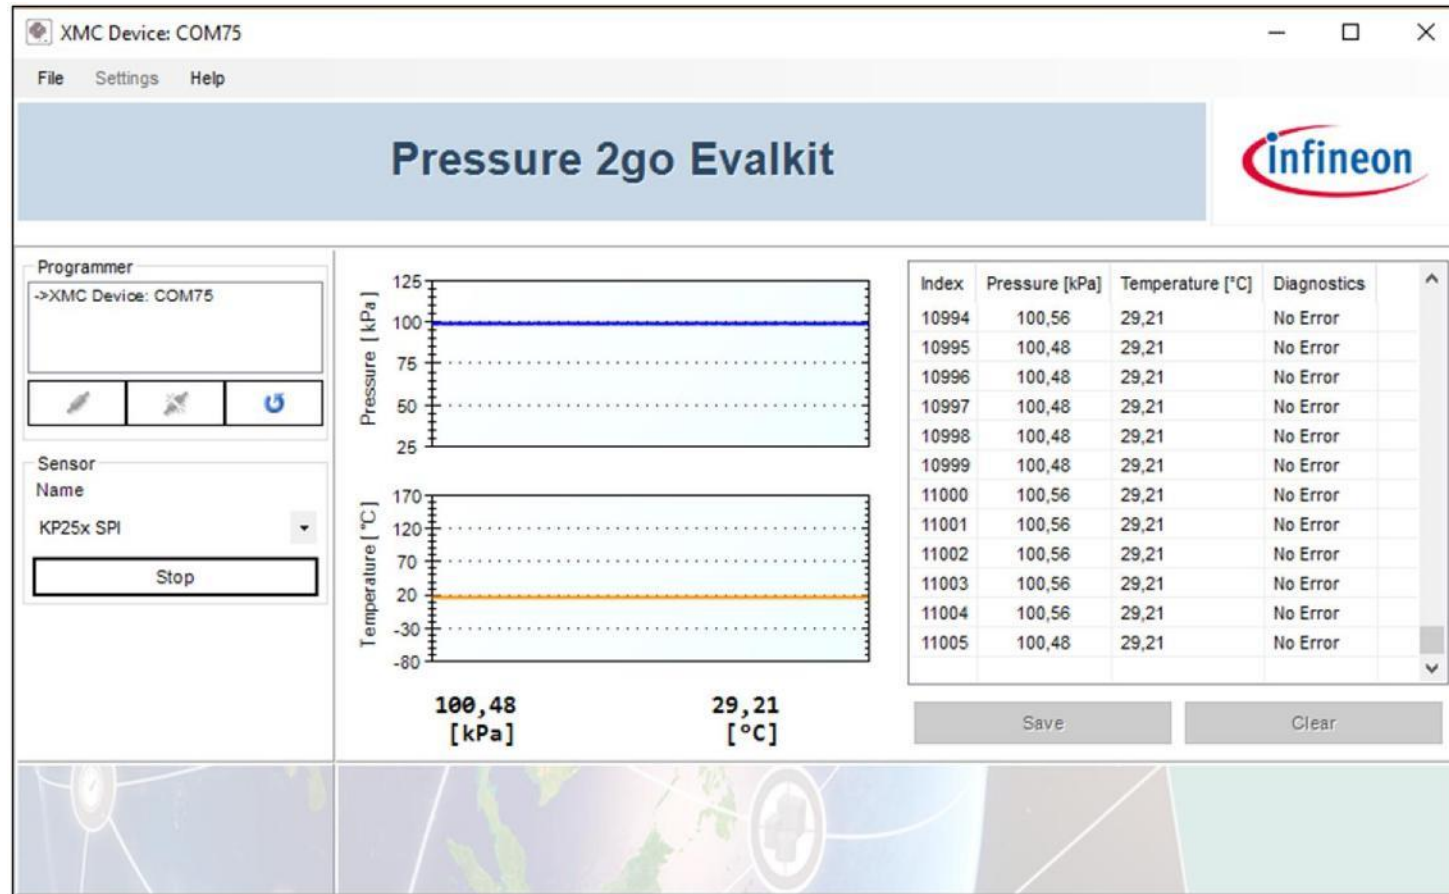 XMC Device: COM75
File Settings Help
Pressure 2go Evalkit
infineon
Programmer
->XMC Device: COM75
Sensor
Name
KP25x SPI
Stop
Pressure [kPa]
125
100
75
50
25
Temperature [°C]
170
120
70
20
-30
-80
100,48 29,21
[kPa] [°C]
Index Pressure [kPa] Temperature [°C] Diagnostics
10994 100,56 29,21 No Error
10995 100,48 29,21 No Error
10996 100,48 29,21 No Error
10997 100,48 29,21 No Error
10998 100,48 29,21 No Error
10999 100,48 29,21 No Error
11000 100,56 29,21 No Error
11001 100,56 29,21 No Error
11002 100,56 29,21 No Error
11003 100,56 29,21 No Error
11004 100,56 29,21 No Error
11005 100,48 29,21 No Error
Save Clear